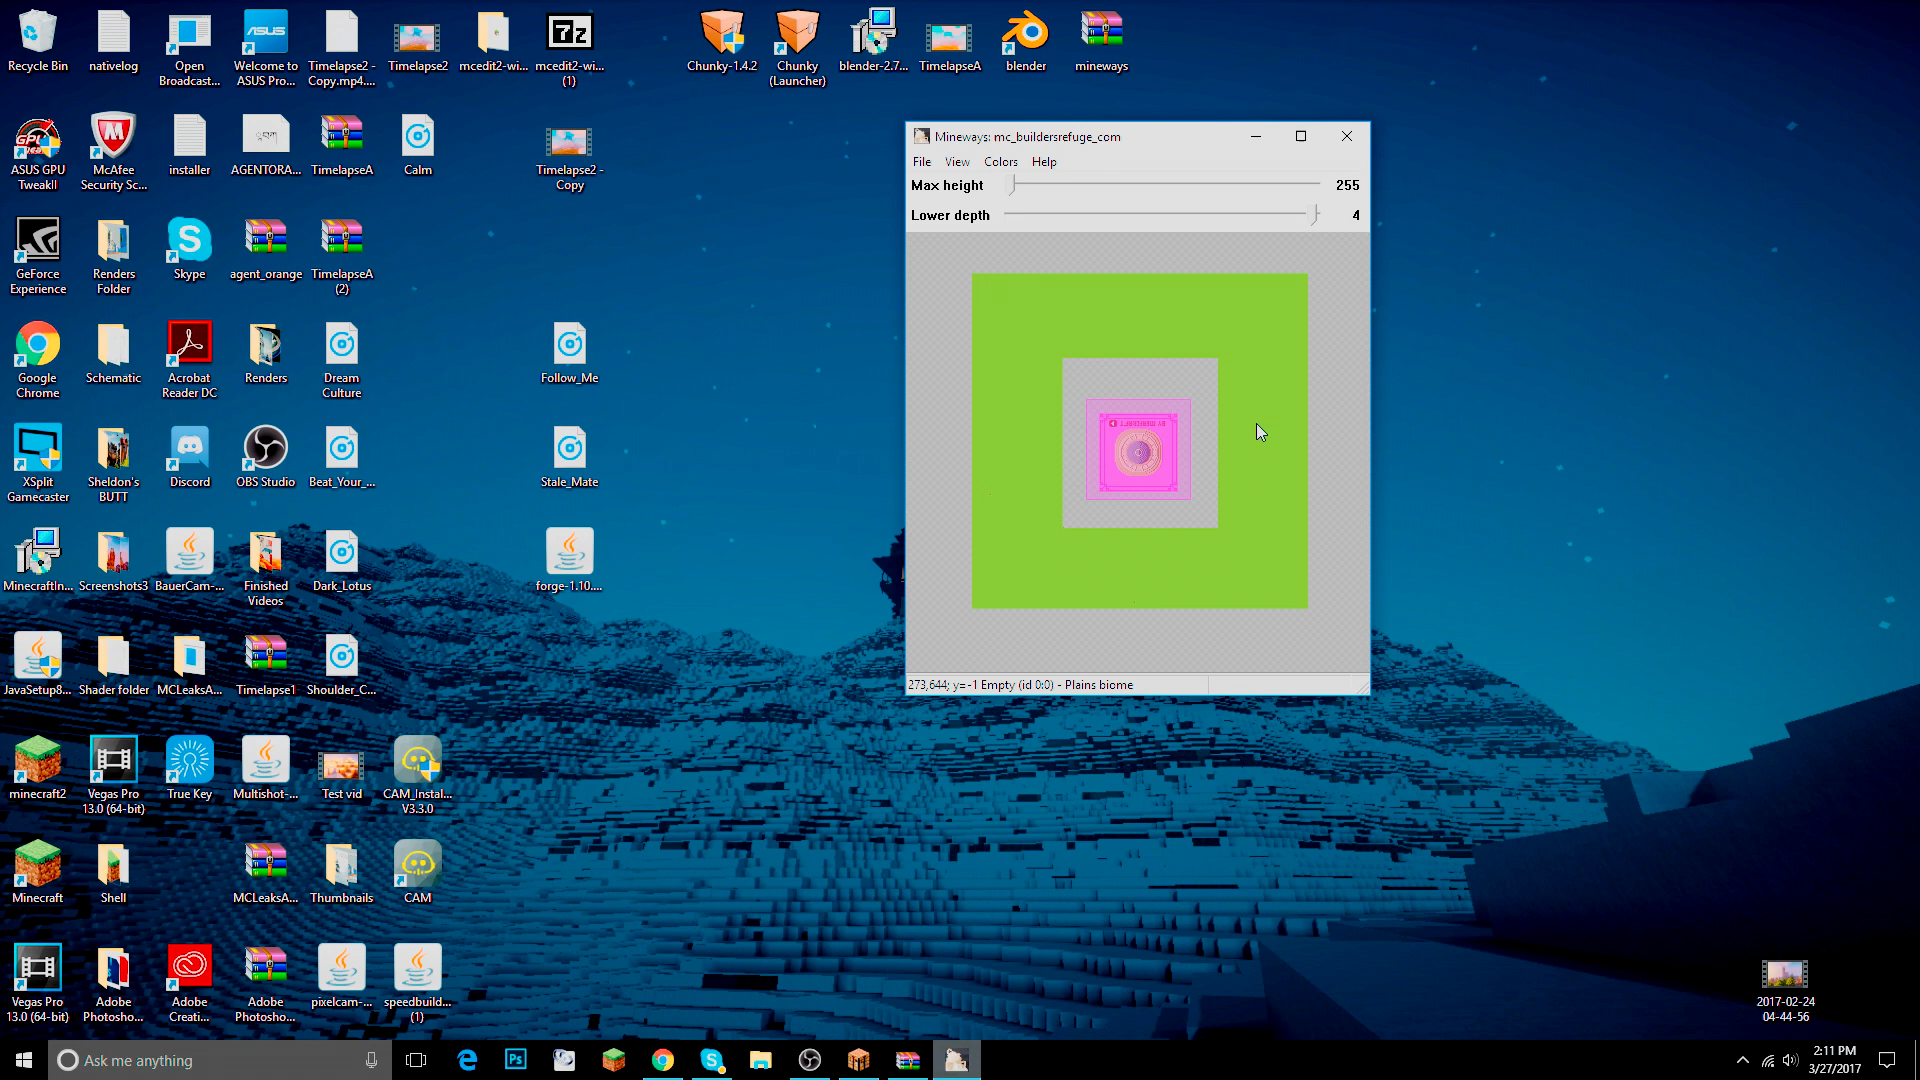 Recycle Bin
nativelog
Open
Broadcast...
Welcome to
ASUS Pro...
Timelapse2 -
Copy.mp4....
Timelapse2
mcedit2-wi...
mcedit2-wi...
(1)
Chunky-1.4.2
Chunky
(Launcher)
blender-2.7...
TimelapseA
blender
mineways
ASUS GPU
TweakII
McAfee
Security Sc...
installer
AGENTORA...
TimelapseA
Calm
Timelapse2 -
Copy
GeForce
Experience
Renders
Folder
Skype
agent_orange
TimelapseA
(2)
Google
Chrome
Schematic
Acrobat
Reader DC
Renders
Dream
Culture
Follow_Me
XSplit
Gamecaster
Sheldon's
BUTT
Discord
OBS Studio
Beat_Your_...
Stale_Mate
MinecraftIn...
Screenshots3
BauerCam-...
Finished
Videos
Dark_Lotus
forge-1.10....
JavaSetup8...
Shader folder
MCLeaksA...
Timelapse1
Shoulder_C...
minecraft2
Vegas Pro
13.0 (64-bit)
True Key
Multishot-...
Test vid
CAM_Instal...
V3.3.0
Minecraft
Shell
MCLeaksA...
Thumbnails
CAM
Vegas Pro
13.0 (64-bit)
Adobe
Photosho...
Adobe
Creati...
Adobe
Photosho...
pixelcam-...
speedbuild...
(1)
Mineways: mc_buildersrefuge_com
File View Colors Help
Max height 255
Lower depth 4
273,644; y=-1 Empty (id 0:0) - Plains biome
2017-02-24
04-44-56
Ask me anything
2:11 PM
3/27/2017